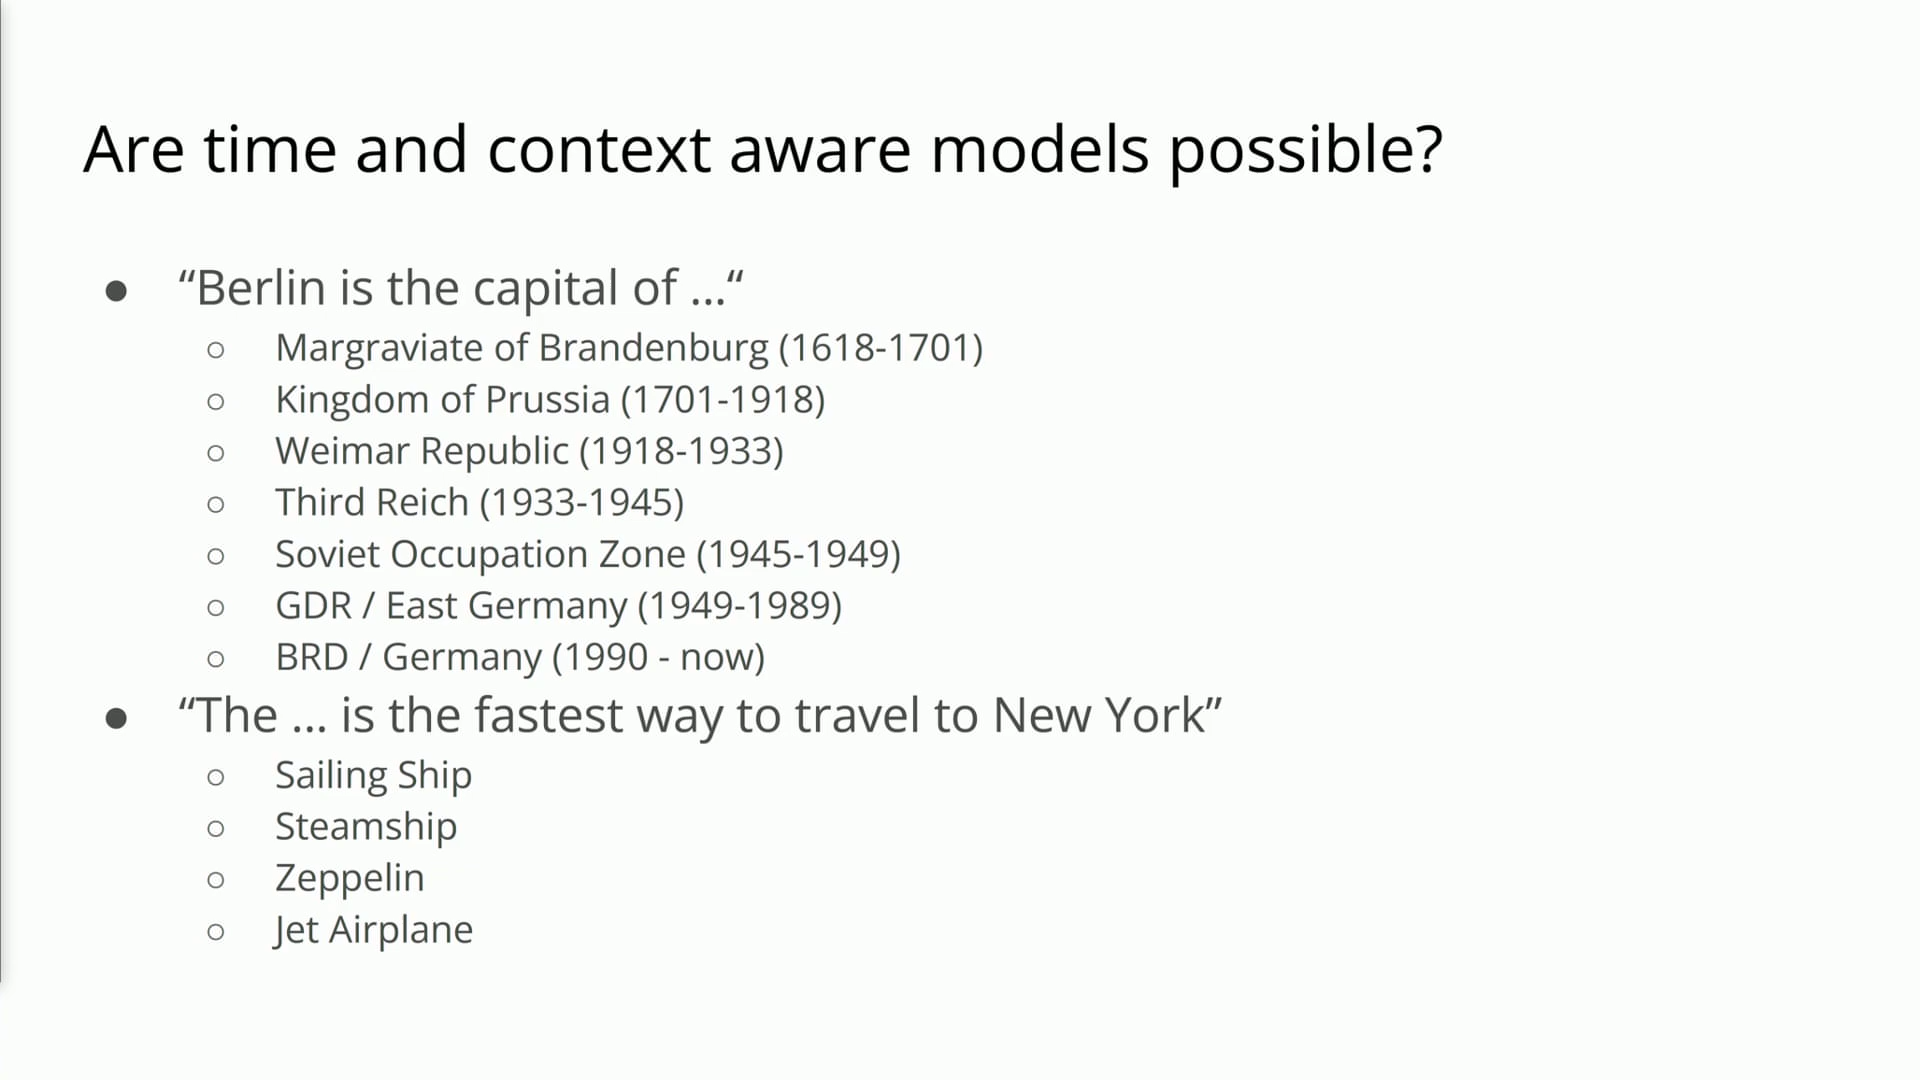 Are time and context aware models possible?
● “Berlin is the capital of ...“
○ Margraviate of Brandenburg (1618-1701)
○ Kingdom of Prussia (1701-1918)
○ Weimar Republic (1918-1933)
○ Third Reich (1933-1945)
○ Soviet Occupation Zone (1945-1949)
○ GDR / East Germany (1949-1989)
○ BRD / Germany (1990 - now)
● “The ... is the fastest way to travel to New York”
○ Sailing Ship
○ Steamship
○ Zeppelin
○ Jet Airplane